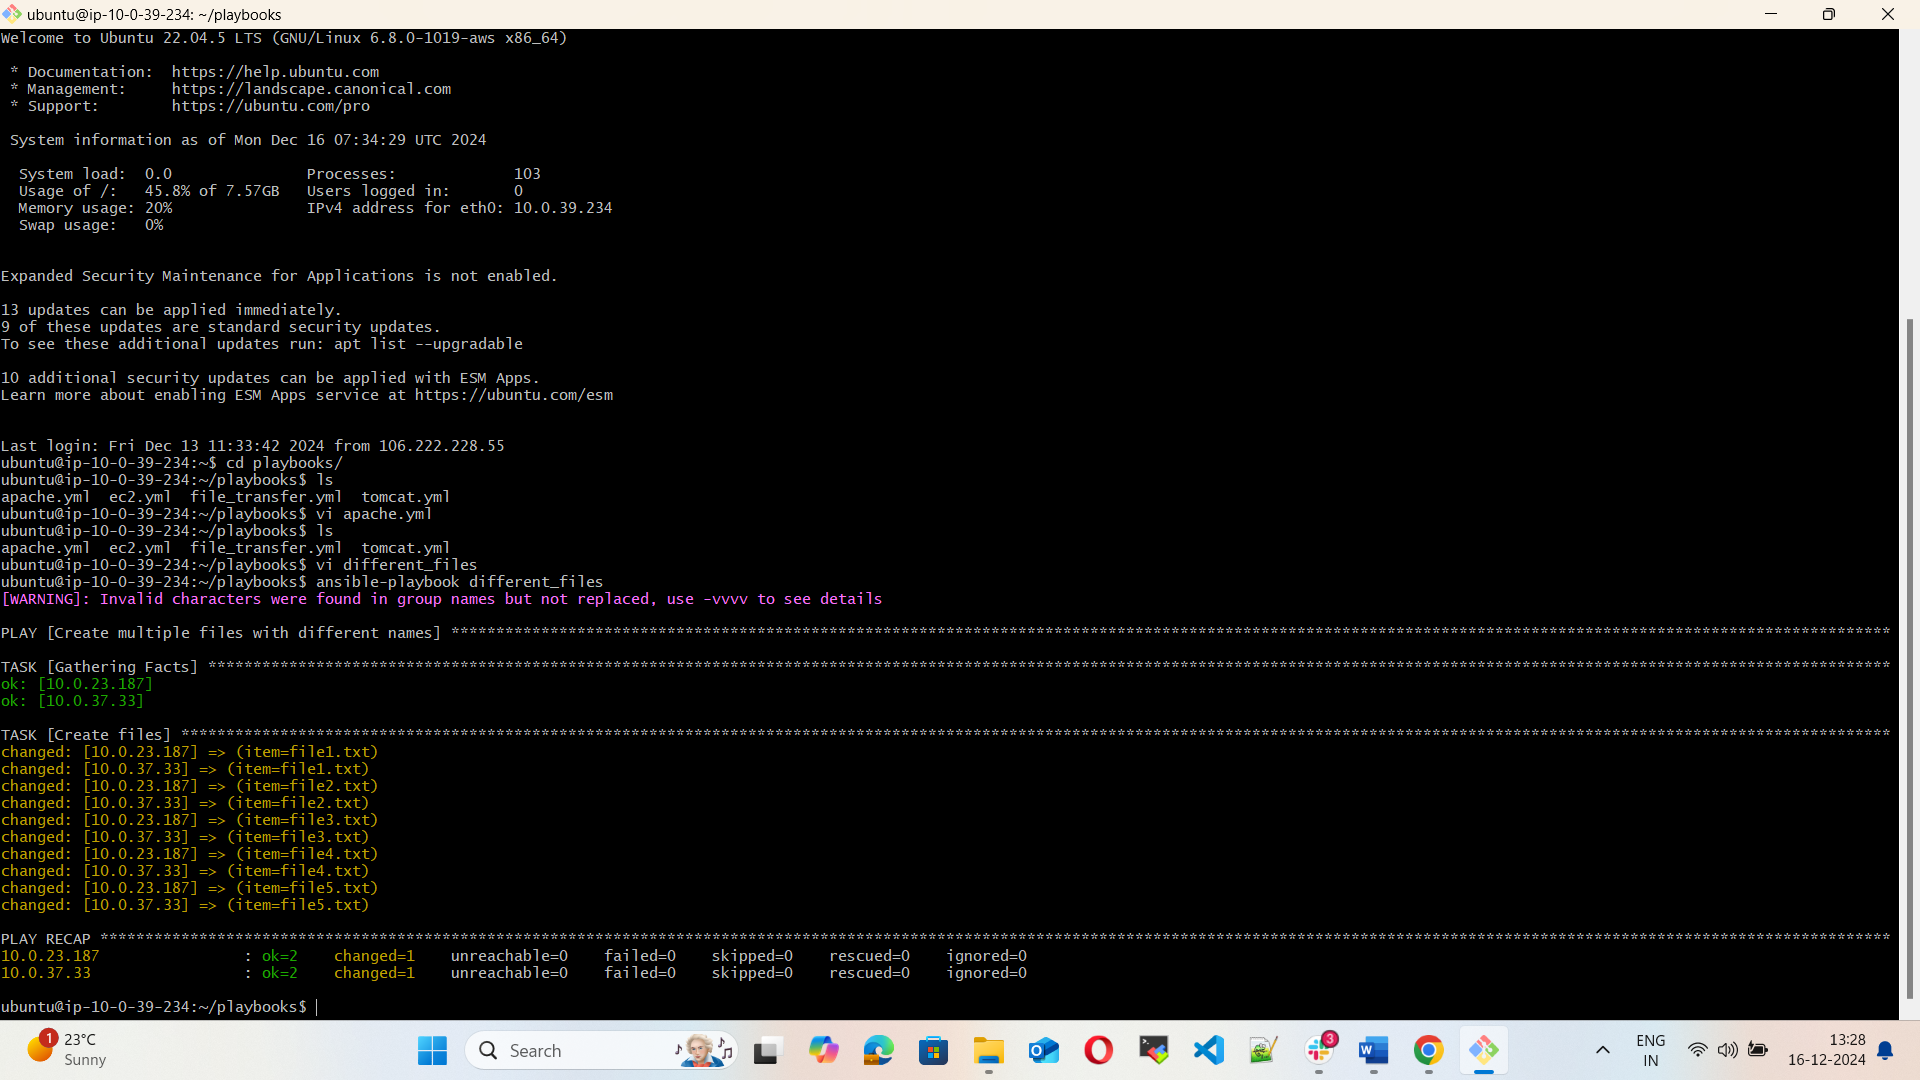 ubuntu@ip-10-0-39-234: ~/playbooks
Welcome to Ubuntu 22.04.5 LTS (GNU/Linux 6.8.0-1019-aws x86_64)
* Documentation:  https://help.ubuntu.com
* Management:     https://landscape.canonical.com
* Support:        https://ubuntu.com/pro
System information as of Mon Dec 16 07:34:29 UTC 2024
System load:  0.0               Processes:             103
Usage of /:   45.8% of 7.57GB   Users logged in:       0
Memory usage: 20%               IPv4 address for eth0: 10.0.39.234
Swap usage:   0%
Expanded Security Maintenance for Applications is not enabled.
13 updates can be applied immediately.
9 of these updates are standard security updates.
To see these additional updates run: apt list --upgradable
10 additional security updates can be applied with ESM Apps.
Learn more about enabling ESM Apps service at https://ubuntu.com/esm
Last login: Fri Dec 13 11:33:42 2024 from 106.222.228.55
ubuntu@ip-10-0-39-234:~$ cd playbooks/
ubuntu@ip-10-0-39-234:~/playbooks$ ls
apache.yml  ec2.yml  file_transfer.yml  tomcat.yml
ubuntu@ip-10-0-39-234:~/playbooks$ vi apache.yml
ubuntu@ip-10-0-39-234:~/playbooks$ ls
apache.yml  ec2.yml  file_transfer.yml  tomcat.yml
ubuntu@ip-10-0-39-234:~/playbooks$ vi different_files
ubuntu@ip-10-0-39-234:~/playbooks$ ansible-playbook different_files
[WARNING]: Invalid characters were found in group names but not replaced, use -vvvv to see details
PLAY [Create multiple files with different names] ****************************************************************************************************************************************************************
TASK [Gathering Facts] *******************************************************************************************************************************************************************************************
ok: [10.0.23.187]
ok: [10.0.37.33]
TASK [Create files] **********************************************************************************************************************************************************************************************
changed: [10.0.23.187] => (item=file1.txt)
changed: [10.0.37.33] => (item=file1.txt)
changed: [10.0.23.187] => (item=file2.txt)
changed: [10.0.37.33] => (item=file2.txt)
changed: [10.0.23.187] => (item=file3.txt)
changed: [10.0.37.33] => (item=file3.txt)
changed: [10.0.23.187] => (item=file4.txt)
changed: [10.0.37.33] => (item=file4.txt)
changed: [10.0.23.187] => (item=file5.txt)
changed: [10.0.37.33] => (item=file5.txt)
PLAY RECAP *******************************************************************************************************************************************************************************************************
10.0.23.187                : ok=2    changed=1    unreachable=0    failed=0    skipped=0    rescued=0    ignored=0
10.0.37.33                 : ok=2    changed=1    unreachable=0    failed=0    skipped=0    rescued=0    ignored=0
ubuntu@ip-10-0-39-234:~/playbooks$
1
23°C
Sunny
Search
3
ENG
IN
13:28
16-12-2024